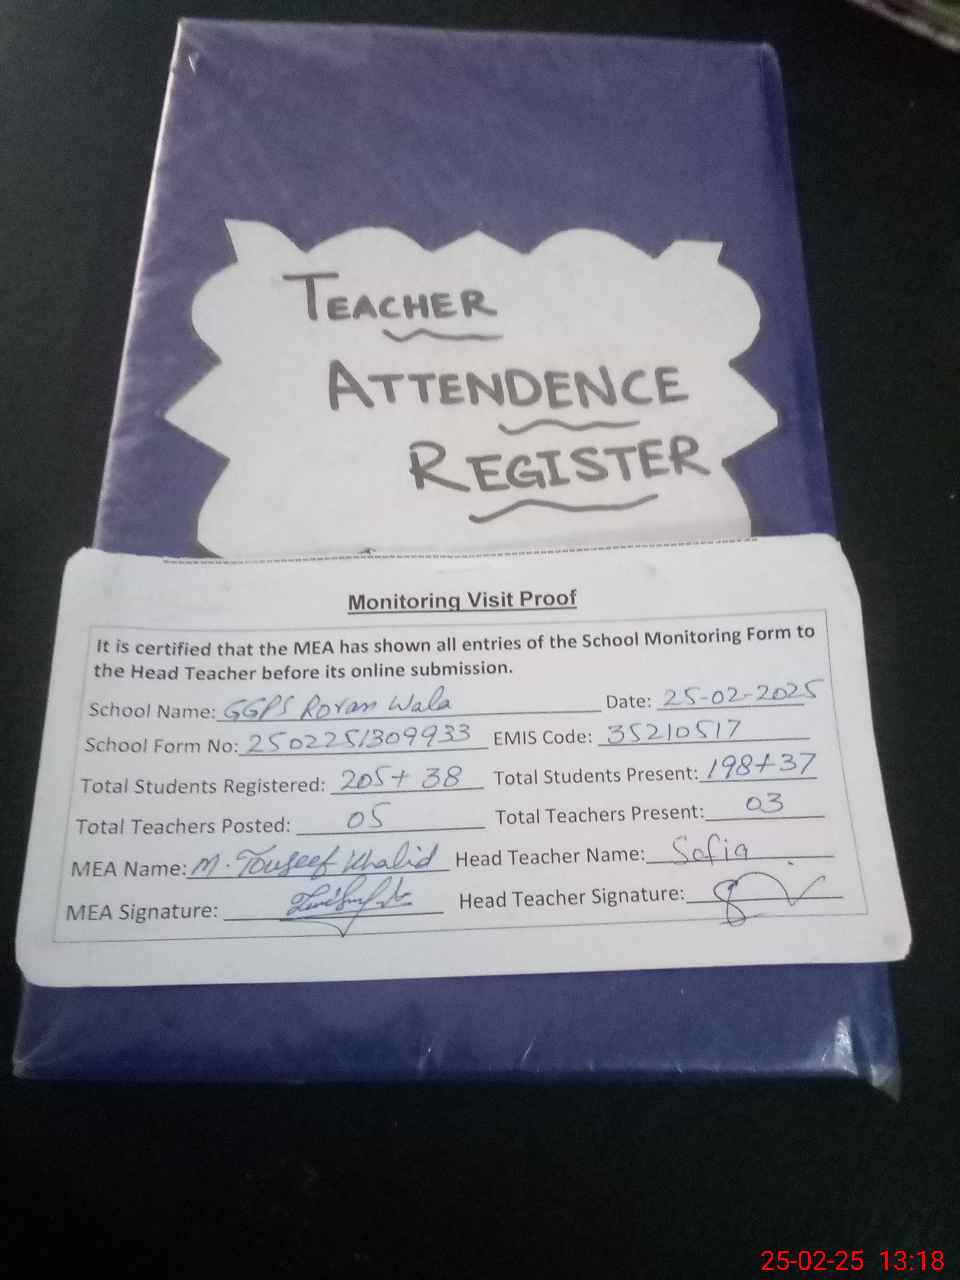 TEACHER
ATTENDENCE
REGISTER
Monitoring Visit Proof
It is certified that the MEA has shown all entries of the School Monitoring Form to
the Head Teacher before its online submission.
School Name: GGPS Roran Wala Date: 25-02-2025
School Form No: 2502251309933 EMIS Code: 35210517
Total Students Registered: 205+ 38 Total Students Present: 198+37
Total Teachers Posted: 05 Total Teachers Present: 03
MEA Name: M. Touseef Khalid Head Teacher Name: Sofia
MEA Signature: Head Teacher Signature:
25-02-25 13:18